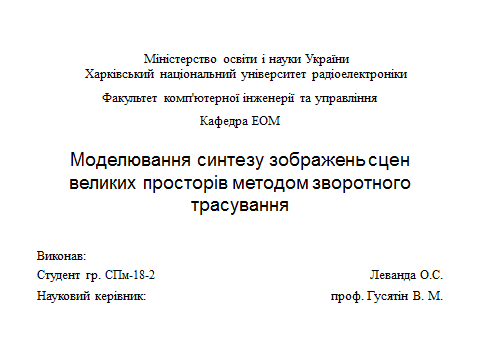 Міністерство освіти і науки України
Харківський національний університет радіоелектроніки
Факультет комп'ютерної інженерії та управління
Кафедра ЕОМ
Моделювання синтезу зображень сцен
великих просторів методом зворотного
трасування
Виконав:
Студент гр. СПм-18-2 Леванда О.С.
Науковий керівник: проф. Гусятін В. М.